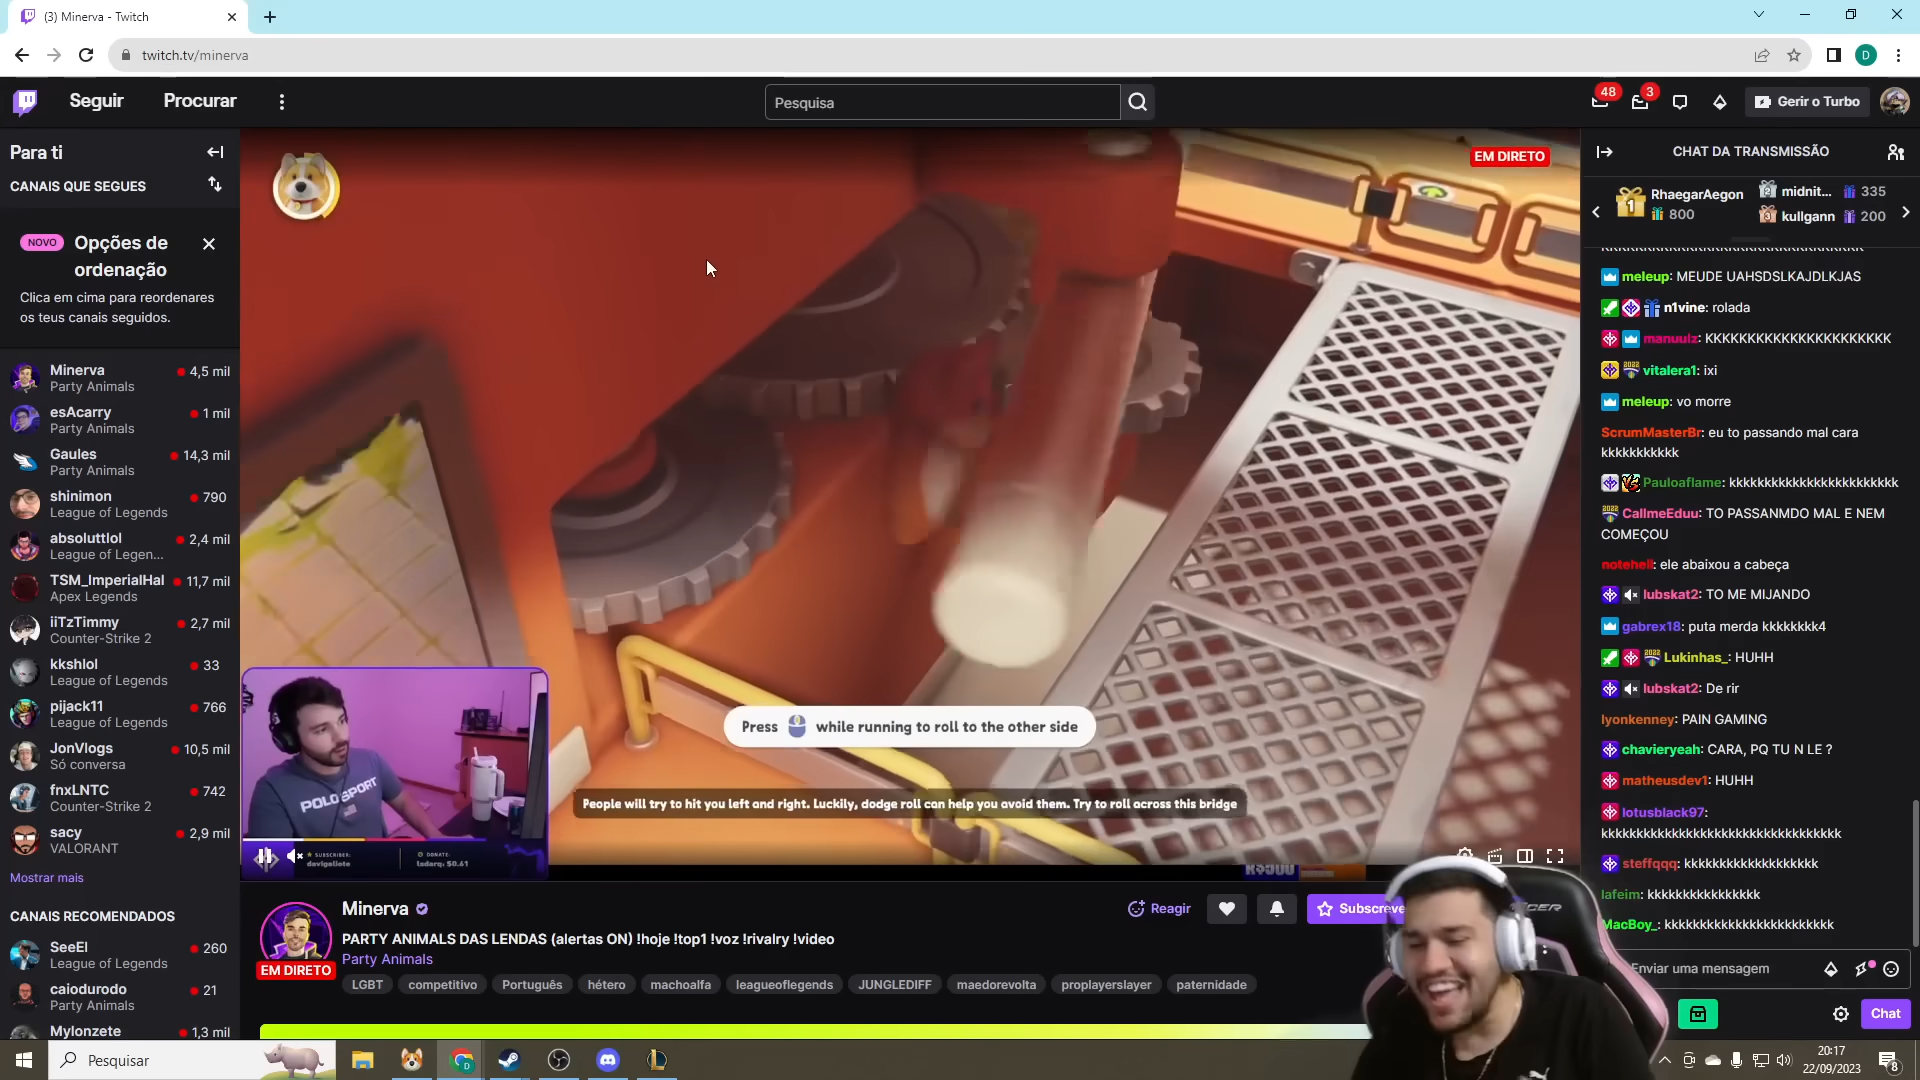 (3) Minerva - Twitch
twitch.tv/minerva
D
Seguir
Procurar
Pesquisa
48
3
Gerir o Turbo
Para ti
CANAIS QUE SEGUES
NOVO
Opções de
ordenação
Clica em cima para reordenares
os teus canais seguidos.
Minerva
4,5 mil
Party Animals
esAcarry
1 mil
Party Animals
Gaules
14,3 mil
Party Animals
shinimon
790
League of Legends
absoluttlol
2,4 mil
League of Legen...
TSM_ImperialHal
11,7 mil
Apex Legends
iiTzTimmy
2,7 mil
Counter-Strike 2
kkshlol
33
League of Legends
pijack11
766
League of Legends
JonVlogs
10,5 mil
Só conversa
fnxLNTC
742
Counter-Strike 2
sacy
2,9 mil
VALORANT
Mostrar mais
CANAIS RECOMENDADOS
SeeEl
260
League of Legends
caiodurodo
21
Party Animals
Mylonzete
1,3 mil
EM DIRETO
Press while running to roll to the other side
People will try to hit you left and right. Luckily, dodge roll can help you avoid them. Try to roll across this bridge
POLO SPORT
SUBSCRIBER:
DONATE:
R$500
Minerva
Reagir
Subscreve
PARTY ANIMALS DAS LENDAS (alertas ON) !hoje !top1 !voz !rivalry !video
Party Animals
EM DIRETO
LGBT
competitivo
Português
hétero
machoalfa
leagueoflegends
JUNGLEDIFF
maedorevolta
proplayerslayer
paternidade
CHAT DA TRANSMISSÃO
1
RhaegarAegon
800
midnit...
335
kullgann
200
meleup: MEUDE UAHSDSLKAJDLKJAS
n1vine: rolada
manuulz: KKKKKKKKKKKKKKKKKKKKKK
vitalera1: ixi
meleup: vo morre
ScrumMasterBr: eu to passando mal cara
kkkkkkkkkkk
Pauloaflame: kkkkkkkkkkkkkkkkkkkkkkkk
CallmeEduu: TO PASSANMDO MAL E NEM
COMEÇOU
notehell: ele abaixou a cabeça
lubskat2: TO ME MIJANDO
gabrex18: puta merda kkkkkkkk4
Lukinhas_: HUHH
lubskat2: De rir
lyonkenney: PAIN GAMING
chavieryeah: CARA, PQ TU N LE ?
matheusdev1: HUHH
lotusblack97:
kkkkkkkkkkkkkkkkkkkkkkkkkkkkkkkkkk
steffqqq: kkkkkkkkkkkkkkkkkkk
lafeim: kkkkkkkkkkkkkkkk
MacBoy_: kkkkkkkkkkkkkkkkkkkkkkkk
Enviar uma mensagem
Chat
Pesquisar
20:17
22/09/2023
8